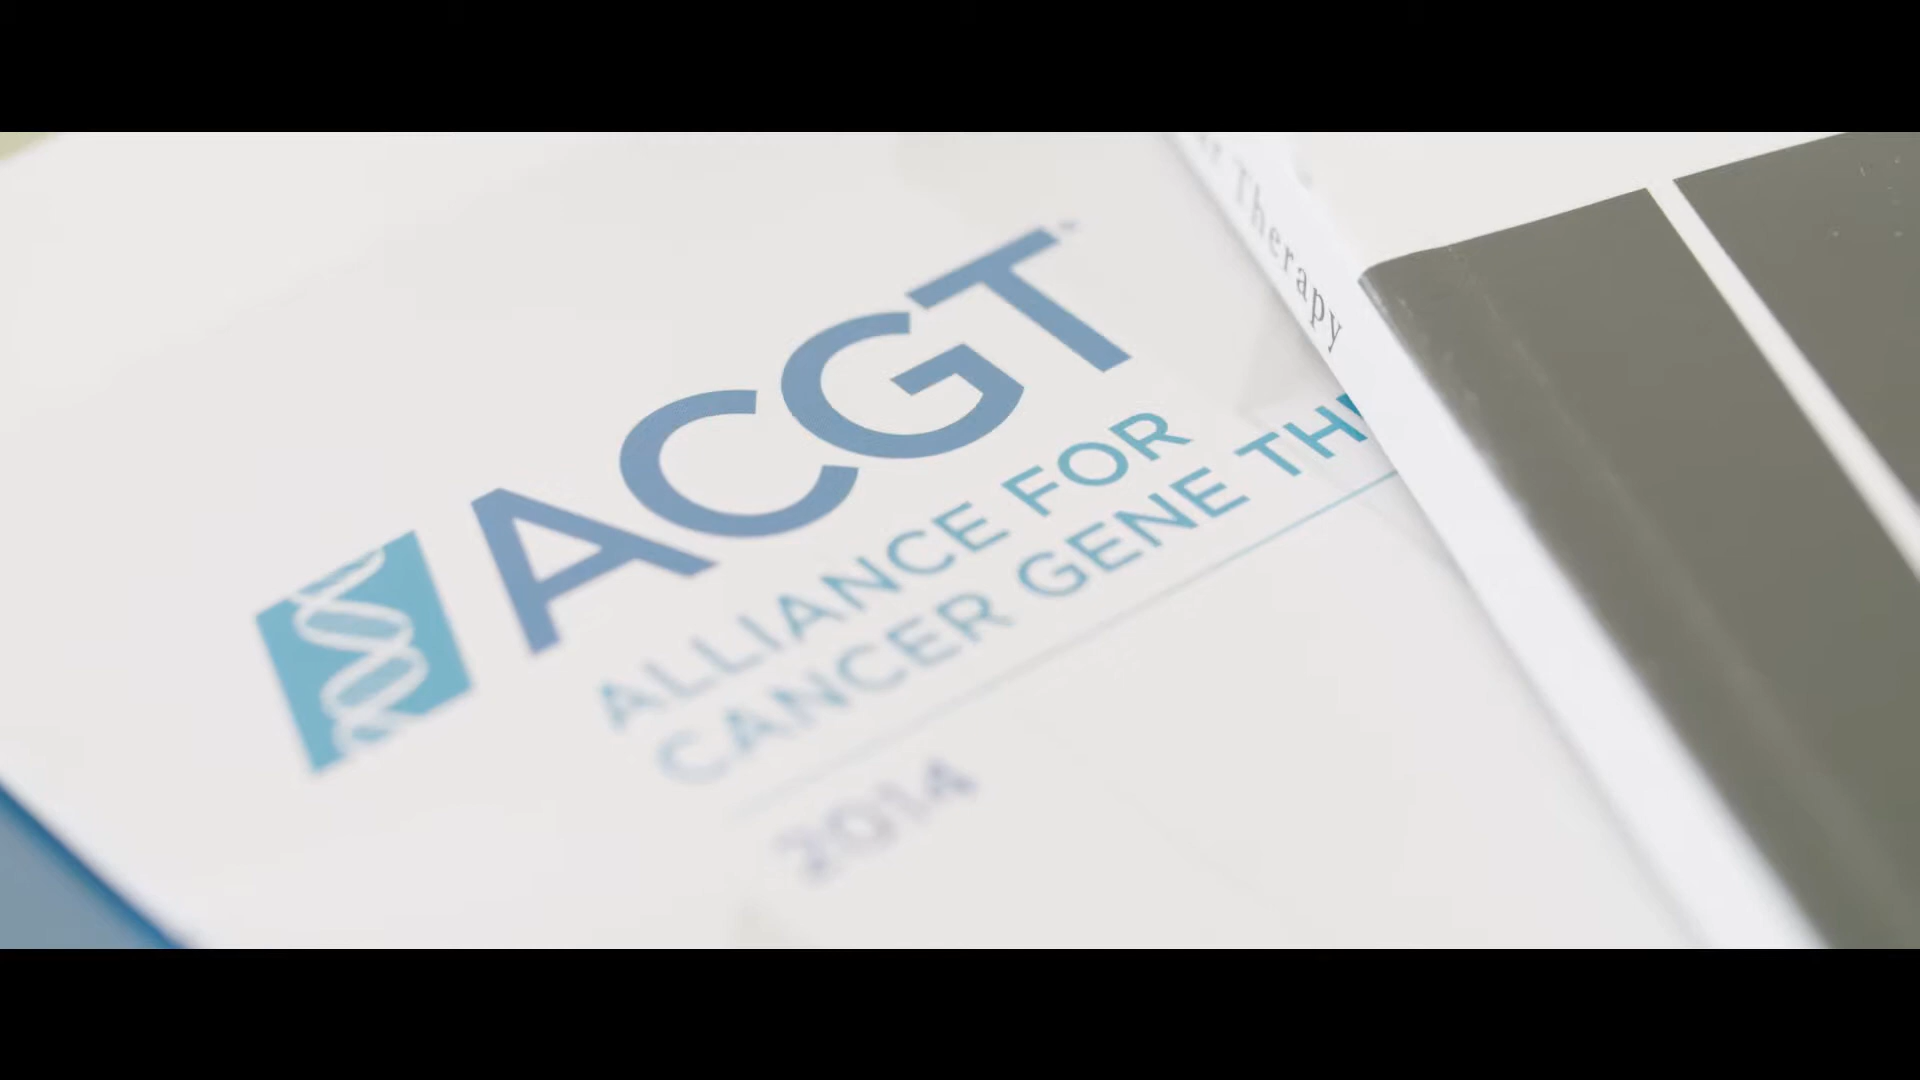 ACGT
ALLIANCE FOR
CANCER GENE TH
2014
Therapy